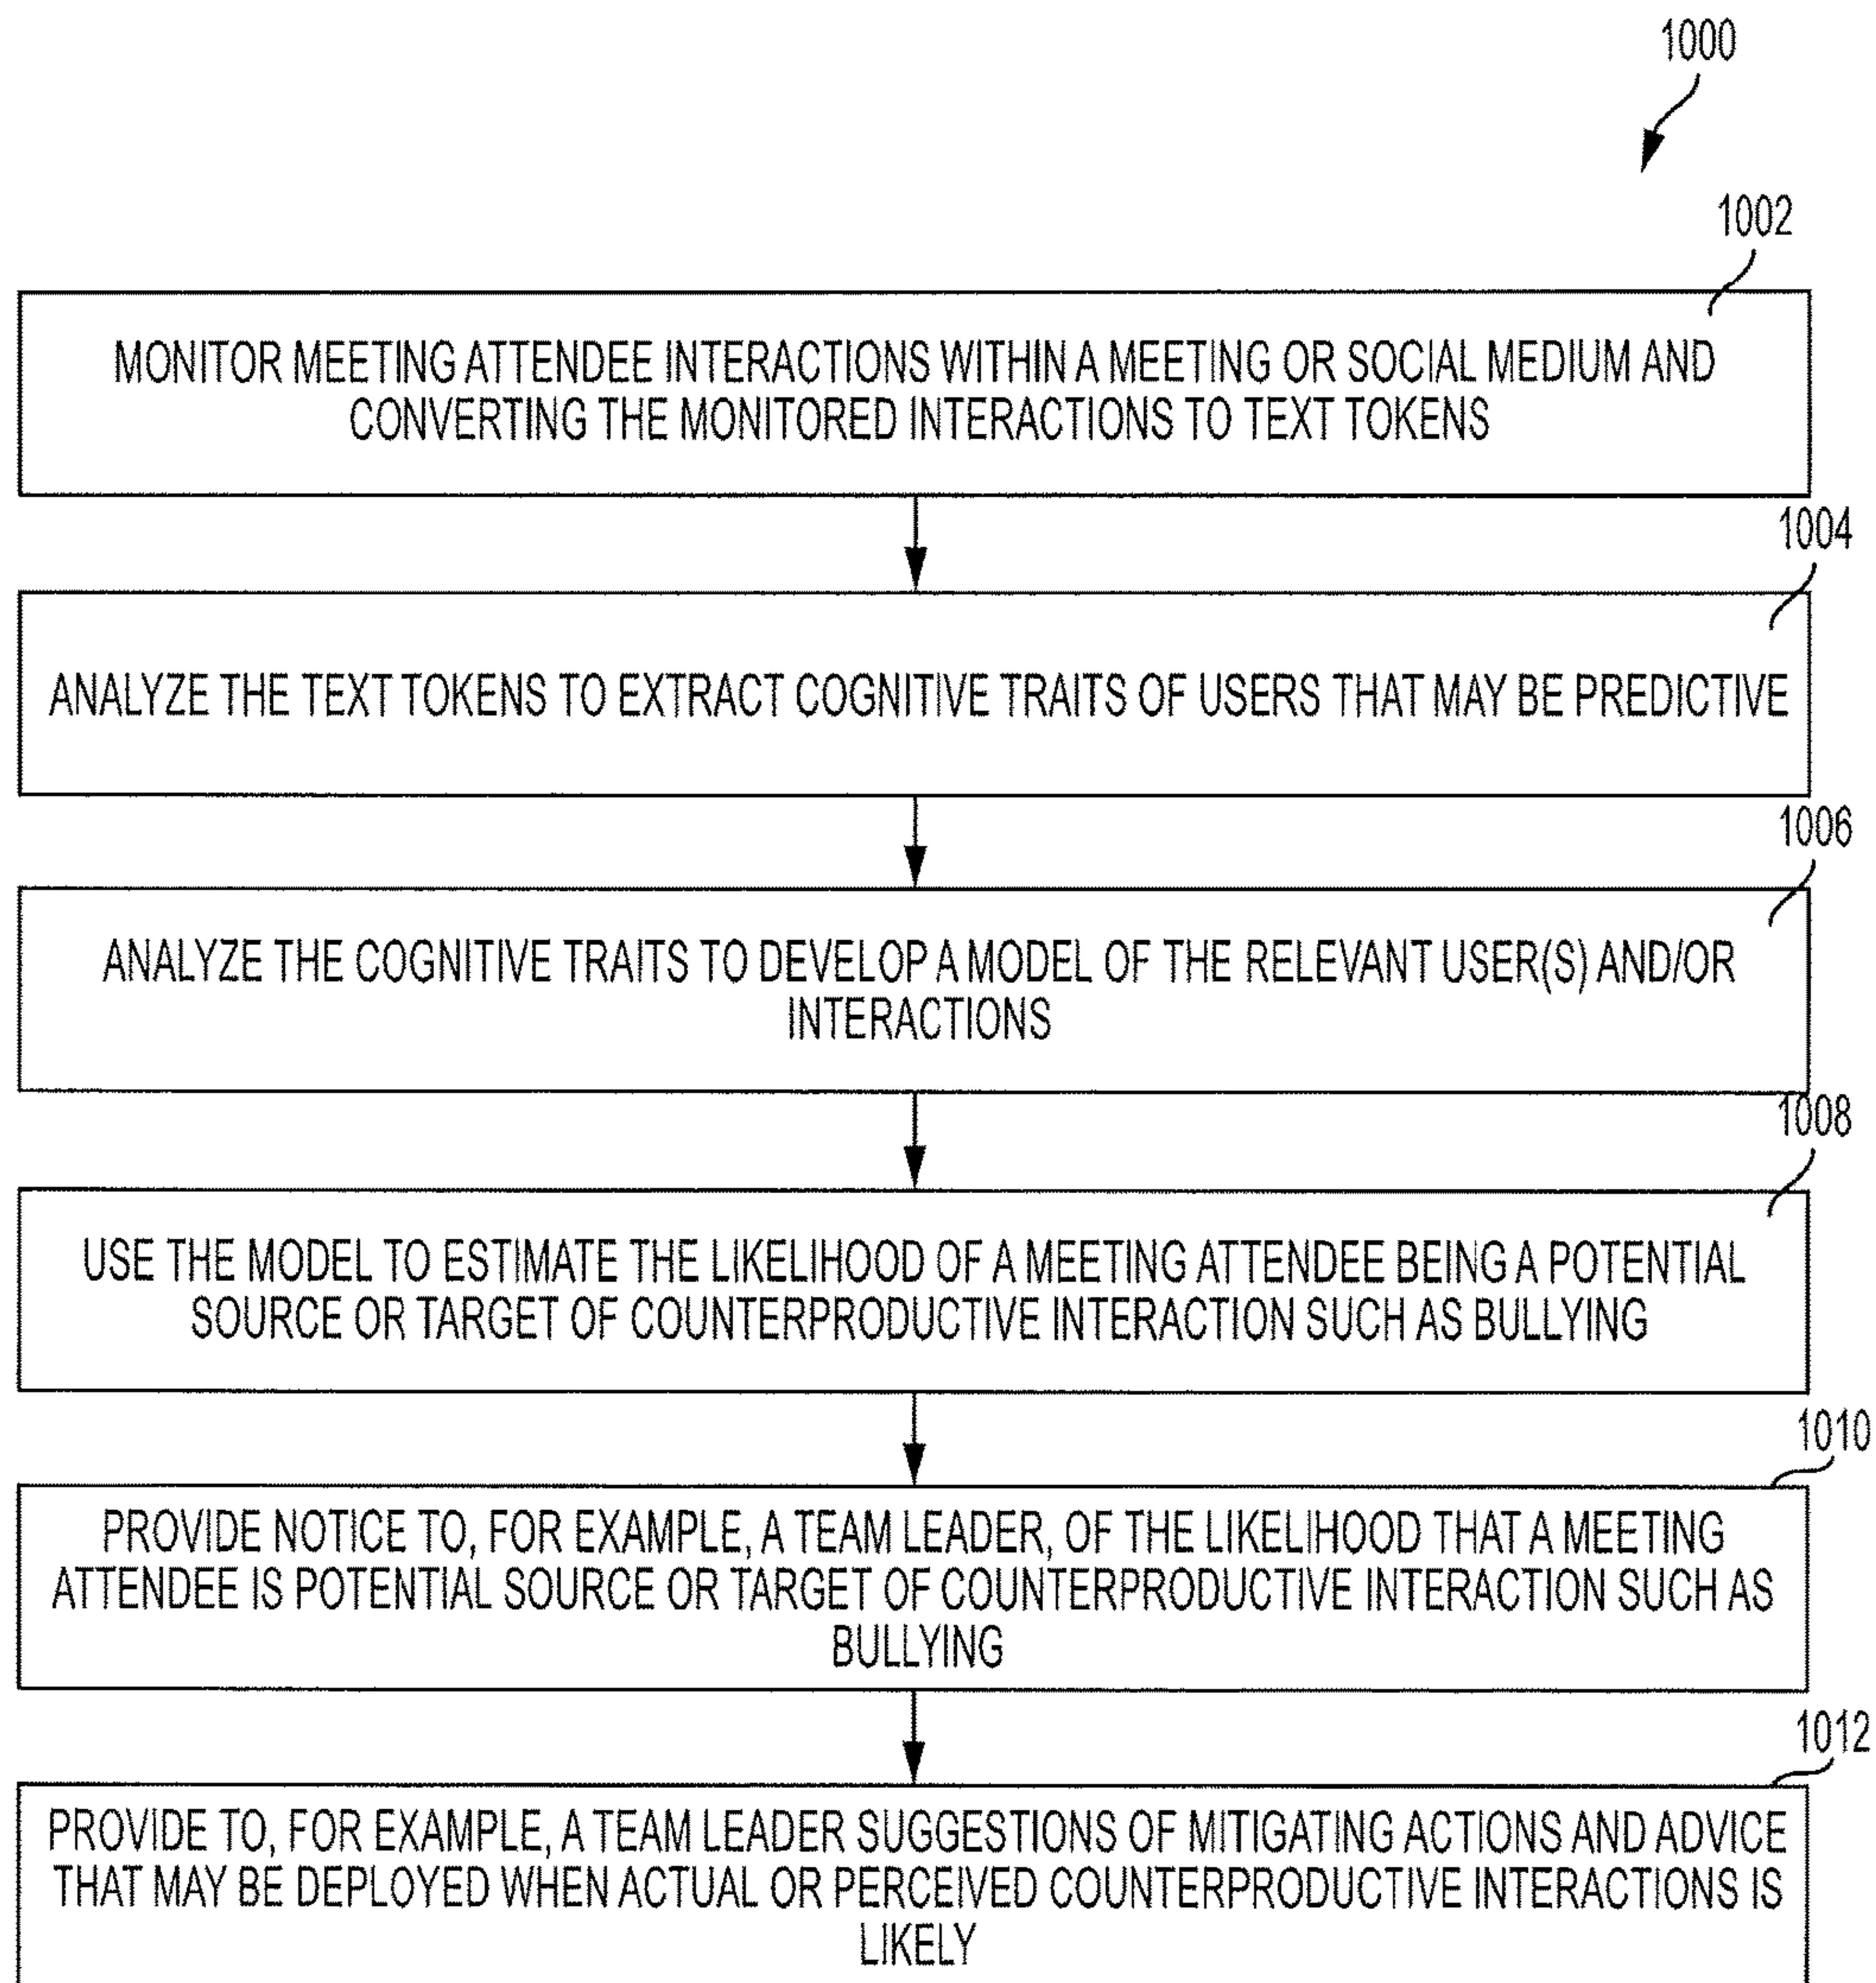 1000
1002
MONITOR MEETING ATTENDEE INTERACTIONS WITHIN A MEETING OR SOCIAL MEDIUM AND
CONVERTING THE MONITORED INTERACTIONS TO TEXT TOKENS
1004
ANALYZE THE TEXT TOKENS TO EXTRACT COGNITIVE TRAITS OF USERS THAT MAY BE PREDICTIVE
1006
ANALYZE THE COGNITIVE TRAITS TO DEVELOP A MODEL OF THE RELEVANT USER(S) AND/OR
INTERACTIONS
1008
USE THE MODEL TO ESTIMATE THE LIKELIHOOD OF A MEETING ATTENDEE BEING A POTENTIAL
SOURCE OR TARGET OF COUNTERPRODUCTIVE INTERACTION SUCH AS BULLYING
1010
PROVIDE NOTICE TO, FOR EXAMPLE, A TEAM LEADER, OF THE LIKELIHOOD THAT A MEETING
ATTENDEE IS POTENTIAL SOURCE OR TARGET OF COUNTERPRODUCTIVE INTERACTION SUCH AS
BULLYING
1012
PROVIDE TO, FOR EXAMPLE, A TEAM LEADER SUGGESTIONS OF MITIGATING ACTIONS AND ADVICE
THAT MAY BE DEPLOYED WHEN ACTUAL OR PERCEIVED COUNTERPRODUCTIVE INTERACTIONS IS
LIKELY